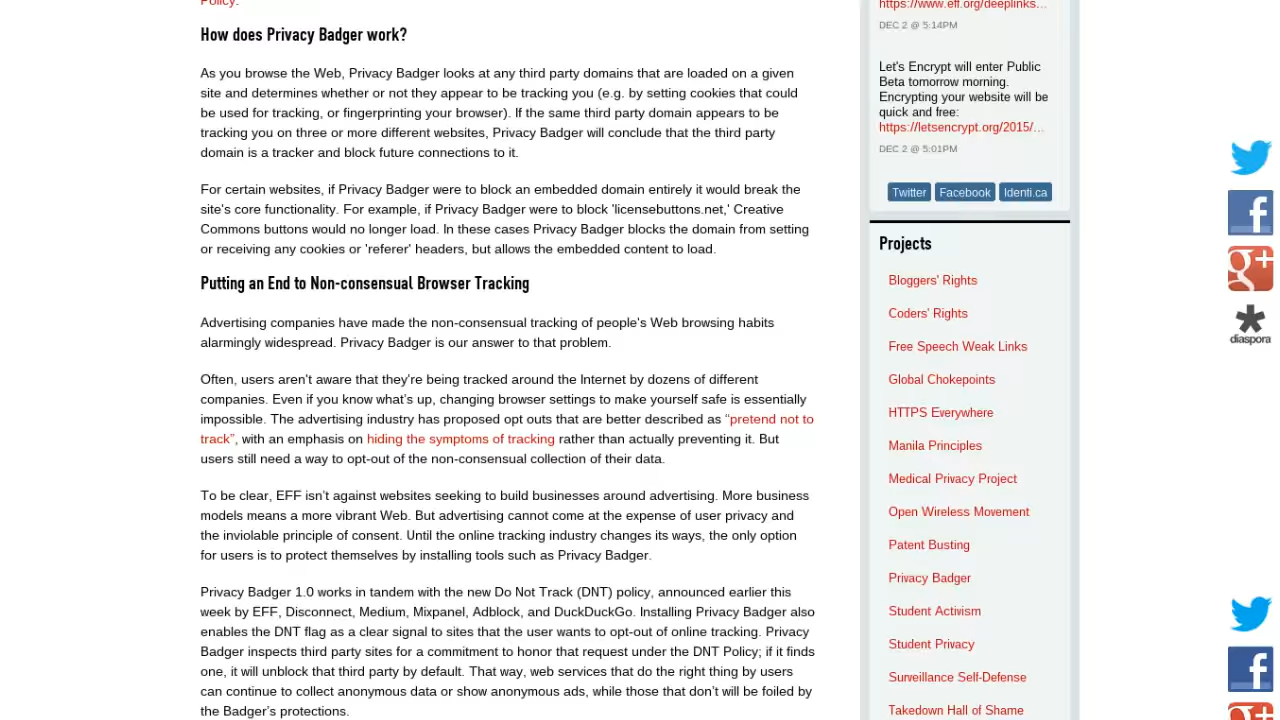 Policy.
How does Privacy Badger work?
As you browse the Web, Privacy Badger looks at any third party domains that are loaded on a given
site and determines whether or not they appear to be tracking you (e.g. by setting cookies that could
be used for tracking, or fingerprinting your browser). If the same third party domain appears to be
tracking you on three or more different websites, Privacy Badger will conclude that the third party
domain is a tracker and block future connections to it.
For certain websites, if Privacy Badger were to block an embedded domain entirely it would break the
site's core functionality. For example, if Privacy Badger were to block 'licensebuttons.net,' Creative
Commons buttons would no longer load. In these cases Privacy Badger blocks the domain from setting
or receiving any cookies or 'referer' headers, but allows the embedded content to load.
Putting an End to Non-consensual Browser Tracking
Advertising companies have made the non-consensual tracking of people's Web browsing habits
alarmingly widespread. Privacy Badger is our answer to that problem.
Often, users aren't aware that they're being tracked around the Internet by dozens of different
companies. Even if you know what's up, changing browser settings to make yourself safe is essentially
impossible. The advertising industry has proposed opt outs that are better described as “pretend not to
track”, with an emphasis on hiding the symptoms of tracking rather than actually preventing it. But
users still need a way to opt-out of the non-consensual collection of their data.
To be clear, EFF isn’t against websites seeking to build businesses around advertising. More business
models means a more vibrant Web. But advertising cannot come at the expense of user privacy and
the inviolable principle of consent. Until the online tracking industry changes its ways, the only option
for users is to protect themselves by installing tools such as Privacy Badger.
Privacy Badger 1.0 works in tandem with the new Do Not Track (DNT) policy, announced earlier this
week by EFF, Disconnect, Medium, Mixpanel, Adblock, and DuckDuckGo. Installing Privacy Badger also
enables the DNT flag as a clear signal to sites that the user wants to opt-out of online tracking. Privacy
Badger inspects third party sites for a commitment to honor that request under the DNT Policy; if it finds
one, it will unblock that third party by default. That way, web services that do the right thing by users
can continue to collect anonymous data or show anonymous ads, while those that don’t will be foiled by
the Badger’s protections.
https://www.eff.org/deeplinks...
DEC 2 @ 5:14PM
Let's Encrypt will enter Public
Beta tomorrow morning.
Encrypting your website will be
quick and free:
https://letsencrypt.org/2015/...
DEC 2 @ 5:01PM
Twitter Facebook Identi.ca
Projects
Bloggers' Rights
Coders' Rights
Free Speech Weak Links
Global Chokepoints
HTTPS Everywhere
Manila Principles
Medical Privacy Project
Open Wireless Movement
Patent Busting
Privacy Badger
Student Activism
Student Privacy
Surveillance Self-Defense
Takedown Hall of Shame
f
g+
diaspora
f
g+